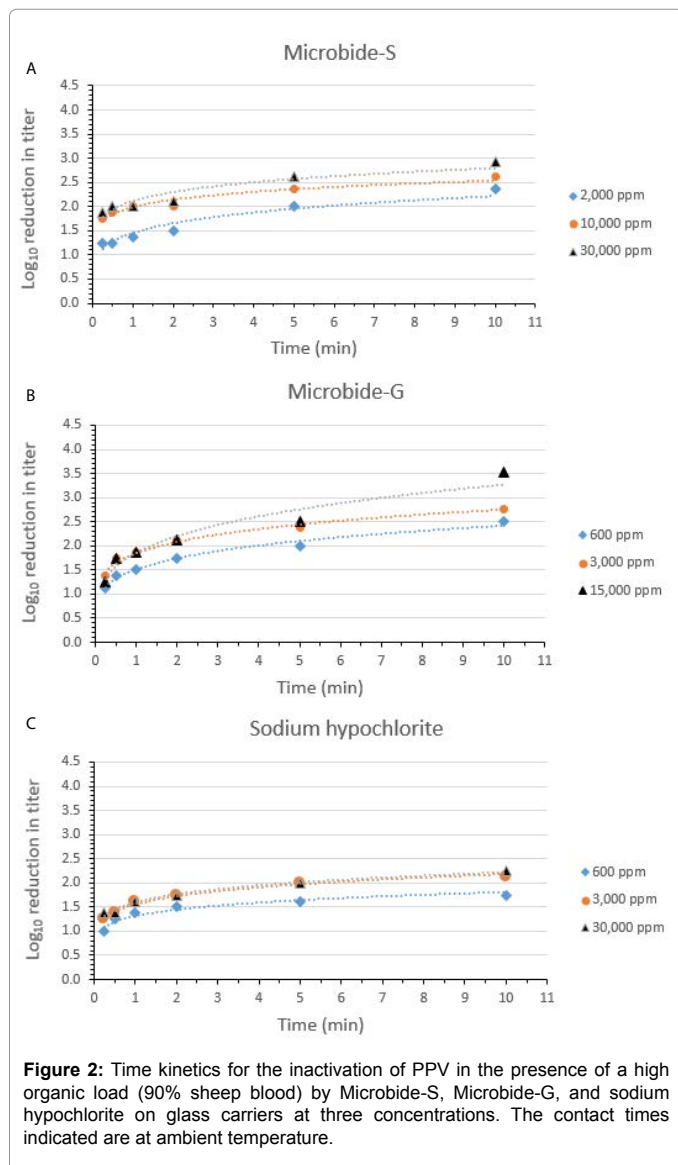 A
Microbide-S
Log10 reduction in titer
4.5
4.0
3.5
3.0
2.5
2.0
1.5
1.0
0.5
0.0
0 1 2 3 4 5 6 7 8 9 10 11
Time (min)
2,000 ppm
10,000 ppm
30,000 ppm
B
Microbide-G
Log10 reduction in titer
4.5
4.0
3.5
3.0
2.5
2.0
1.5
1.0
0.5
0.0
0 1 2 3 4 5 6 7 8 9 10 11
Time (min)
600 ppm
3,000 ppm
15,000 ppm
C
Sodium hypochlorite
Log10 reduction in titer
4.5
4.0
3.5
3.0
2.5
2.0
1.5
1.0
0.5
0.0
0 1 2 3 4 5 6 7 8 9 10 11
Time (min)
600 ppm
3,000 ppm
30,000 ppm
Figure 2: Time kinetics for the inactivation of PPV in the presence of a high
organic load (90% sheep blood) by Microbide-S, Microbide-G, and sodium
hypochlorite on glass carriers at three concentrations. The contact times
indicated are at ambient temperature.